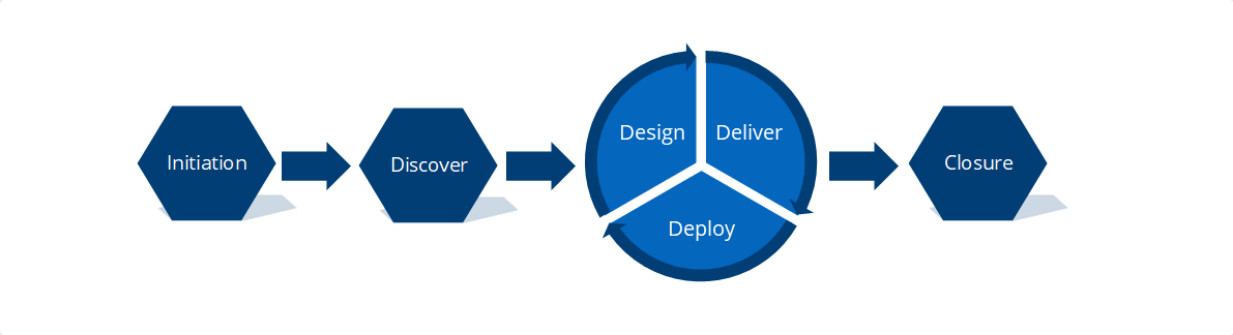 Initiation
Discover
Design
Deliver
Deploy
Closure